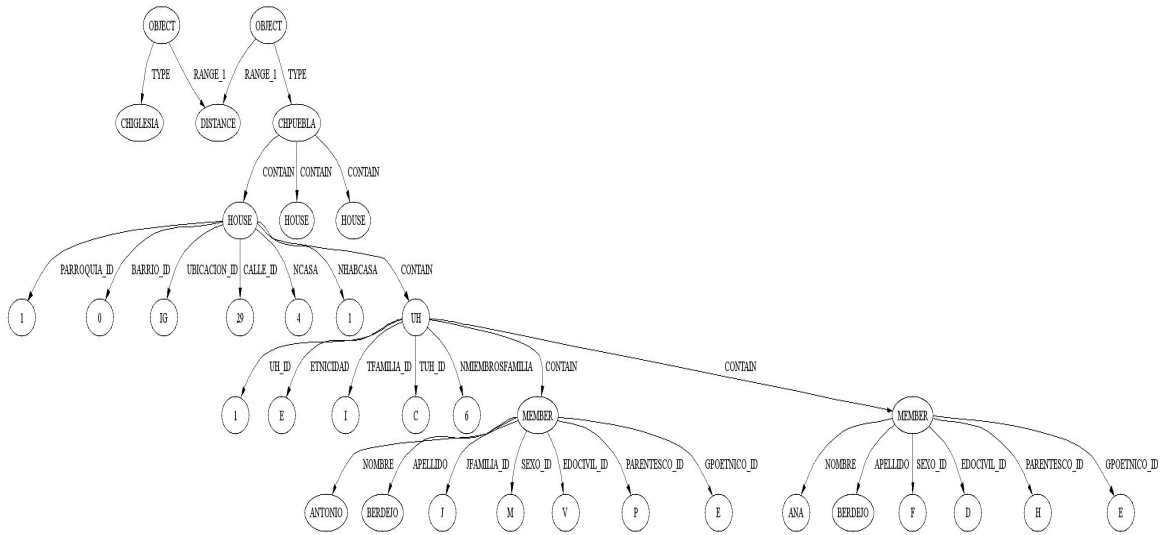 OBJECT OBJECT
TYPE RANGE_1 RANGE_1 TYPE
CHIGLESIA DISTANCE CHPUEBLA
CONTAIN CONTAIN CONTAIN
HOUSE HOUSE HOUSE
PARROQUIA_ID BARRIO_ID UBICACION_ID CALLE_ID NCASA NHABCASA CONTAIN
1 0 IG 29 4 1 UH
UH_ID ETNICIDAD TFAMILIA_ID TUH_ID NMIEMBROSFAMILIA CONTAIN CONTAIN
1 E I C 6 MEMBER MEMBER
NOMBRE APELLIDO JFAMILIA_ID SEXO_ID EDOCIVIL_ID PARENTESCO_ID GPOETNICO_ID NOMBRE APELLIDO SEXO_ID EDOCIVIL_ID PARENTESCO_ID GPOETNICO_ID
ANTONIO BERDEJO J M V P E ANA BERDEJO F D H E